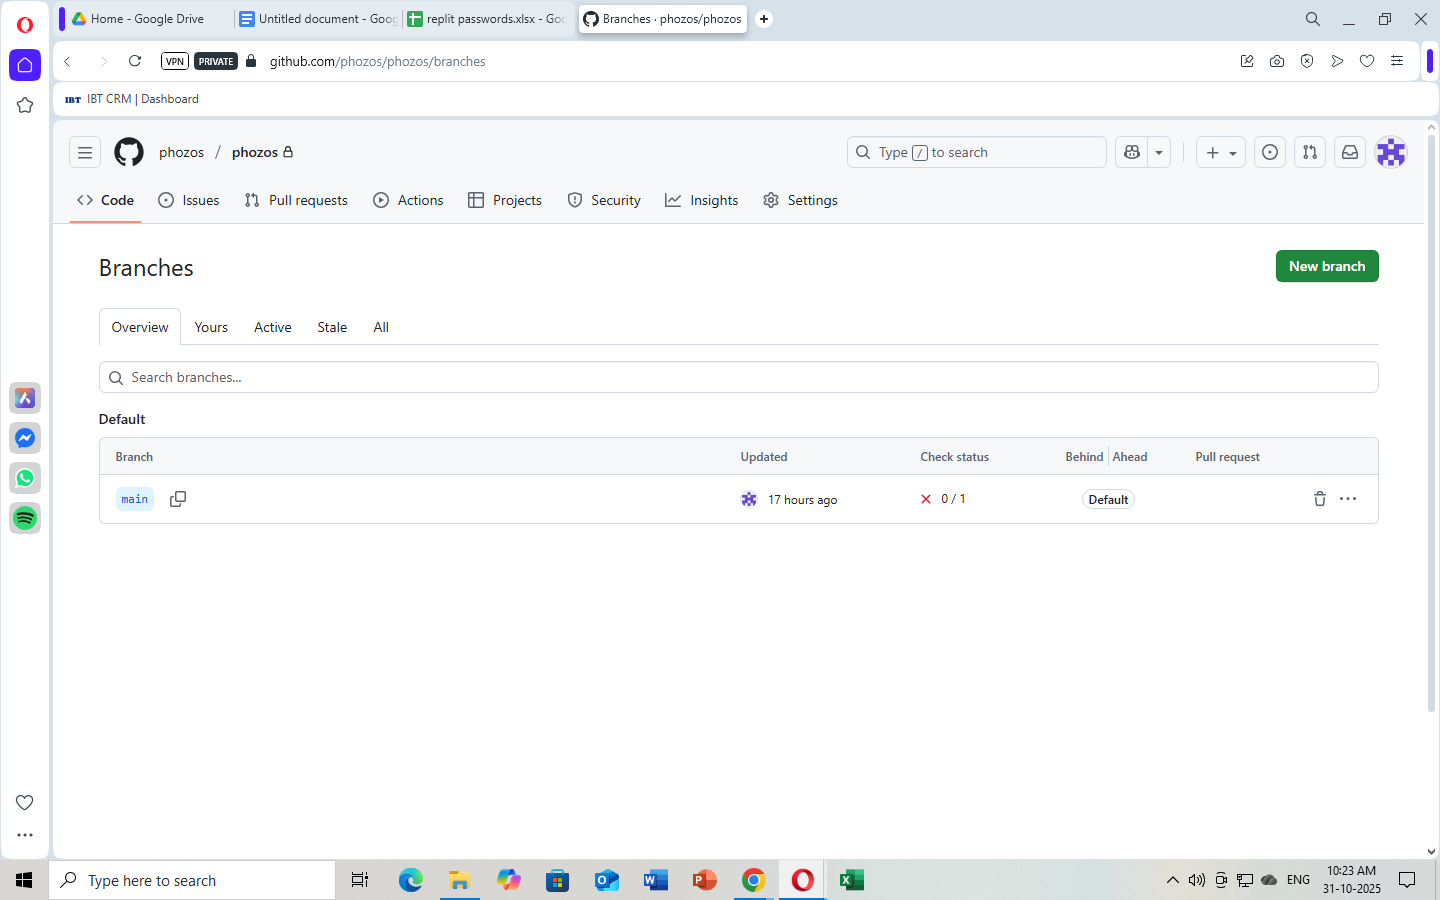 Home - Google Drive
Untitled document - Goog
replit passwords.xlsx - Goo
Branches · phozos/phozos
VPN
PRIVATE
github.com/phozos/phozos/branches
IBT
IBT CRM | Dashboard
phozos / phozos
Type / to search
Code
Issues
Pull requests
Actions
Projects
Security
Insights
Settings
Branches
New branch
Overview
Yours
Active
Stale
All
Search branches...
Default
Branch
Updated
Check status
Behind
Ahead
Pull request
main
17 hours ago
0 / 1
Default
Type here to search
ENG
10:23 AM
31-10-2025